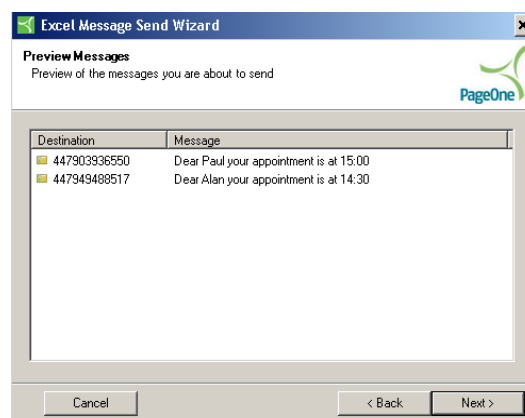 Excel Message Send Wizard
Preview Messages
Preview of the messages you are about to send
PageOne
Destination Message
447903936550 Dear Paul your appointment is at 15:00
447949488517 Dear Alan your appointment is at 14:30
Cancel < Back Next >